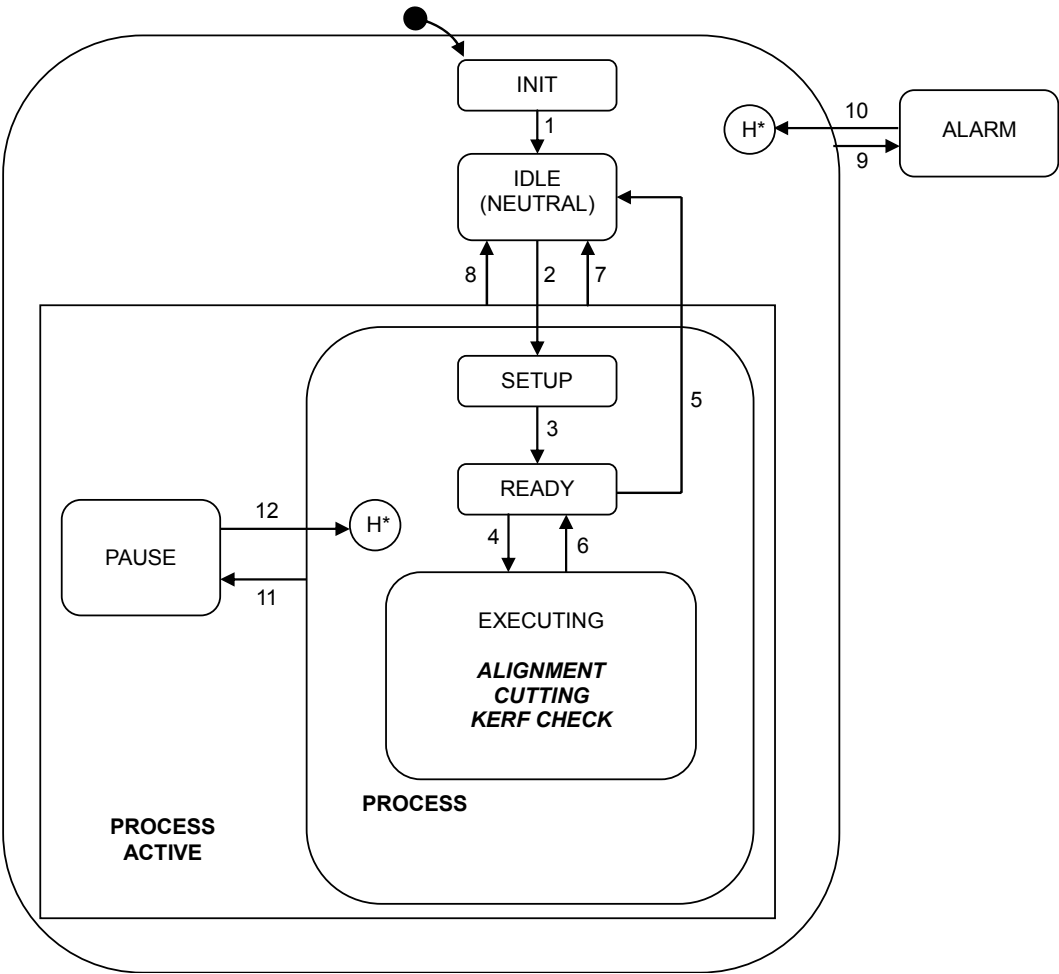 INIT
1
10
H*
ALARM
9
IDLE
(NEUTRAL)
8
2
7
SETUP
5
3
READY
12
H*
4
6
PAUSE
11
EXECUTING
ALIGNMENT
CUTTING
KERF CHECK
PROCESS
PROCESS
ACTIVE